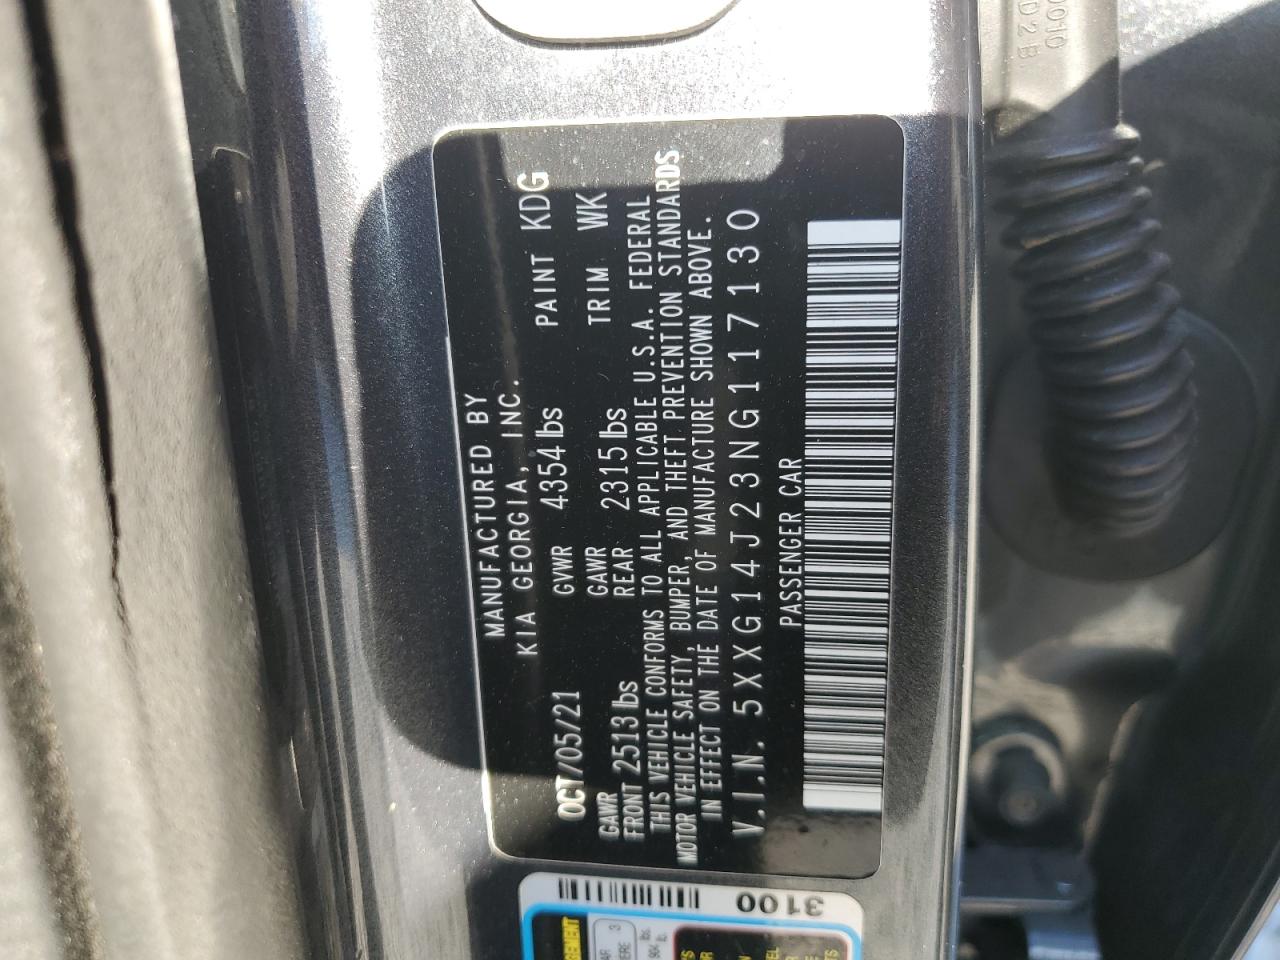 MANUFACTURED BY
KIA GEORGIA, INC.
OCT/05/21 GVWR 4354 lbs PAINT KDG
GAWR FRONT 2513 lbs GAWR REAR 2315 lbs TRIM WK
THIS VEHICLE CONFORMS TO ALL APPLICABLE U.S.A. FEDERAL
MOTOR VEHICLE SAFETY, BUMPER, AND THEFT PREVENTION STANDARDS
IN EFFECT ON THE DATE OF MANUFACTURE SHOWN ABOVE.
V.I.N. 5XXG14J23NG117130
PASSENGER CAR
3100
D2B